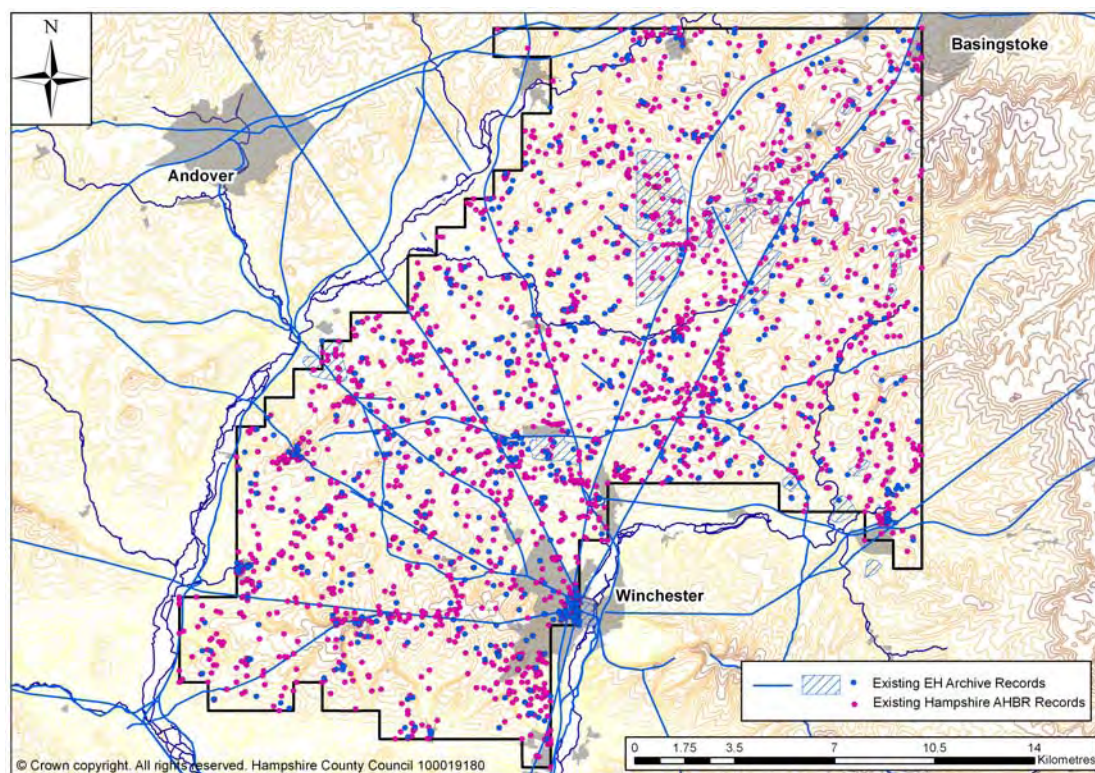 N
Basingstoke
Andover
Winchester
Existing EH Archive Records
Existing Hampshire AHBR Records
0 1.75 3.5 7 10.5 14
Kilometres
© Crown copyright. All rights reserved. Hampshire County Council 100019180